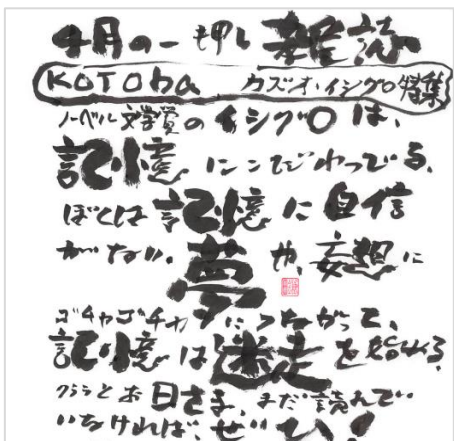 4月の一押し雑誌
KOTOba カズオ・イシグロ特集
ノーベル文学賞のイシグロは、
記憶にこだわってる。
ぼくは記憶に自信
がない。夢や、妄想に
ゴチャゴチャにつながって、
記憶は迷走を始める。
クララとお日さま、まだ読んで
いなければ、ぜひ!